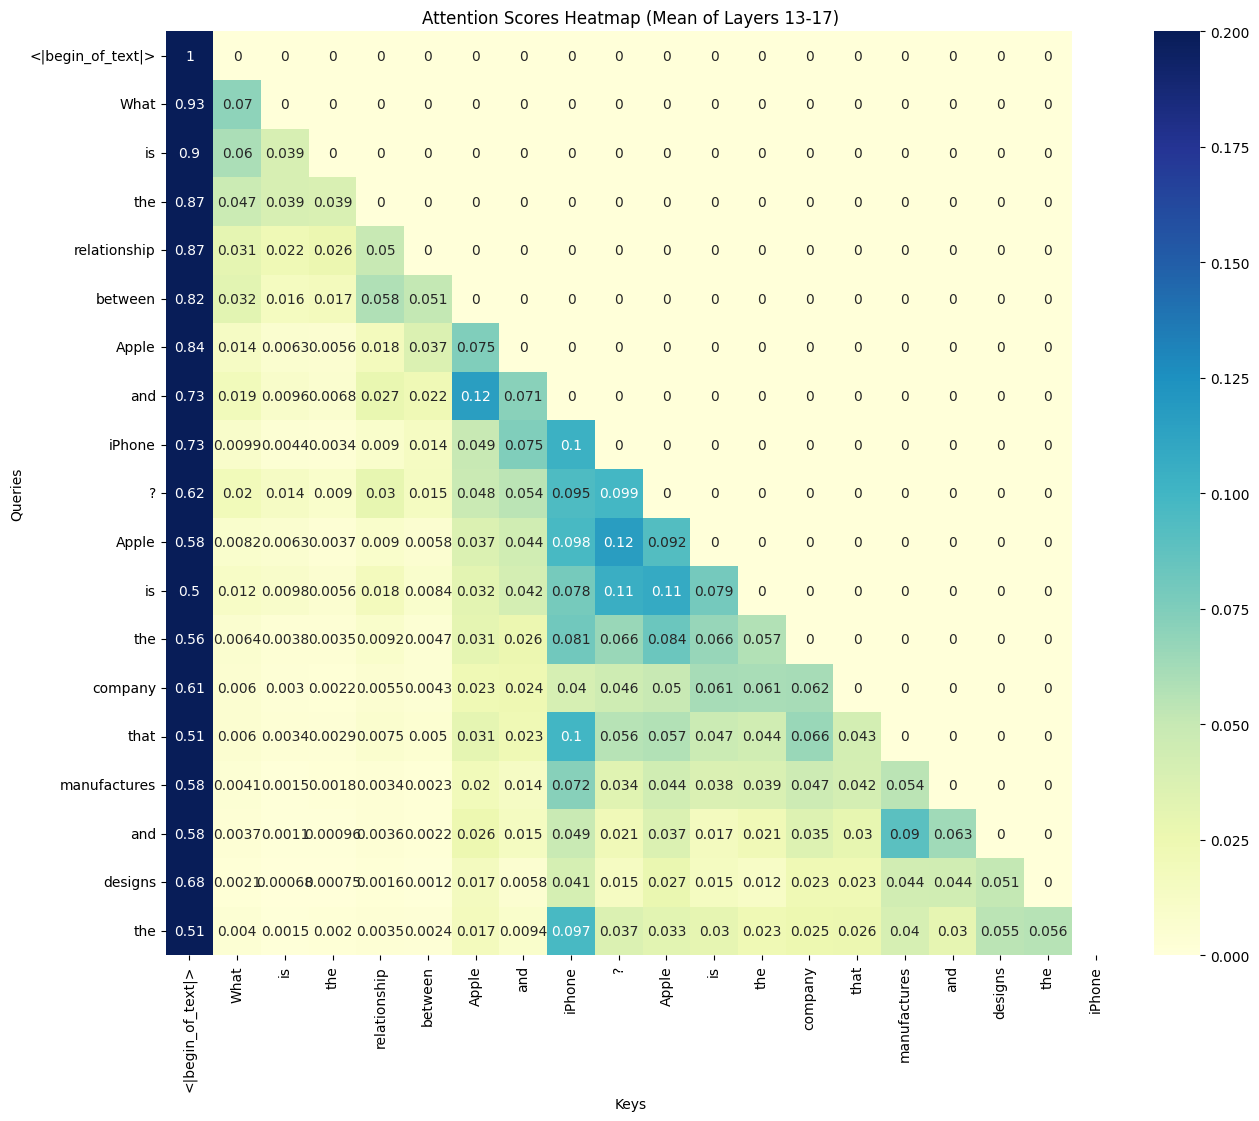 Attention Scores Heatmap (Mean of Layers 13-17)
<|begin_of_text|> 1 0 0 0 0 0 0 0 0 0 0 0 0 0 0 0 0 0 0
What 0.93 0.07 0 0 0 0 0 0 0 0 0 0 0 0 0 0 0 0 0
is 0.9 0.06 0.039 0 0 0 0 0 0 0 0 0 0 0 0 0 0 0 0
the 0.87 0.047 0.039 0.039 0 0 0 0 0 0 0 0 0 0 0 0 0 0 0
relationship 0.87 0.031 0.022 0.026 0.05 0 0 0 0 0 0 0 0 0 0 0 0 0 0
between 0.82 0.032 0.016 0.017 0.058 0.051 0 0 0 0 0 0 0 0 0 0 0 0 0
Apple 0.84 0.014 0.0063 0.0056 0.018 0.037 0.075 0 0 0 0 0 0 0 0 0 0 0 0
and 0.73 0.019 0.0096 0.0068 0.027 0.022 0.12 0.071 0 0 0 0 0 0 0 0 0 0 0
iPhone 0.73 0.0099 0.0044 0.0034 0.009 0.014 0.049 0.075 0.1 0 0 0 0 0 0 0 0 0 0
? 0.62 0.02 0.014 0.009 0.03 0.015 0.048 0.054 0.095 0.099 0 0 0 0 0 0 0 0 0
Apple 0.58 0.0082 0.0063 0.0037 0.009 0.0058 0.037 0.044 0.098 0.12 0.092 0 0 0 0 0 0 0 0
is 0.5 0.012 0.0098 0.0056 0.018 0.0084 0.032 0.042 0.078 0.11 0.11 0.079 0 0 0 0 0 0 0
the 0.56 0.0064 0.0038 0.0035 0.0092 0.0047 0.031 0.026 0.081 0.066 0.084 0.066 0.057 0 0 0 0 0 0
company 0.61 0.006 0.003 0.0022 0.0055 0.0043 0.023 0.024 0.04 0.046 0.05 0.061 0.061 0.062 0 0 0 0 0
that 0.51 0.006 0.0034 0.0029 0.0075 0.005 0.031 0.023 0.1 0.056 0.057 0.047 0.044 0.066 0.043 0 0 0 0
manufactures 0.58 0.0041 0.0015 0.0018 0.0034 0.0023 0.02 0.014 0.072 0.034 0.044 0.038 0.039 0.047 0.042 0.054 0 0 0
and 0.58 0.0037 0.0011 0.00096 0.0036 0.0022 0.026 0.015 0.049 0.021 0.037 0.017 0.021 0.035 0.03 0.09 0.063 0 0
designs 0.68 0.0021 0.00068 0.00075 0.0016 0.0012 0.017 0.0058 0.041 0.015 0.027 0.015 0.012 0.023 0.023 0.044 0.044 0.051 0
the 0.51 0.004 0.0015 0.002 0.0035 0.0024 0.017 0.0094 0.097 0.037 0.033 0.03 0.023 0.025 0.026 0.04 0.03 0.055 0.056
Queries
<|begin_of_text|> What is the relationship between Apple and iPhone ? Apple is the company that manufactures and designs the iPhone
Keys
0.200
0.175
0.150
0.125
0.100
0.075
0.050
0.025
0.000